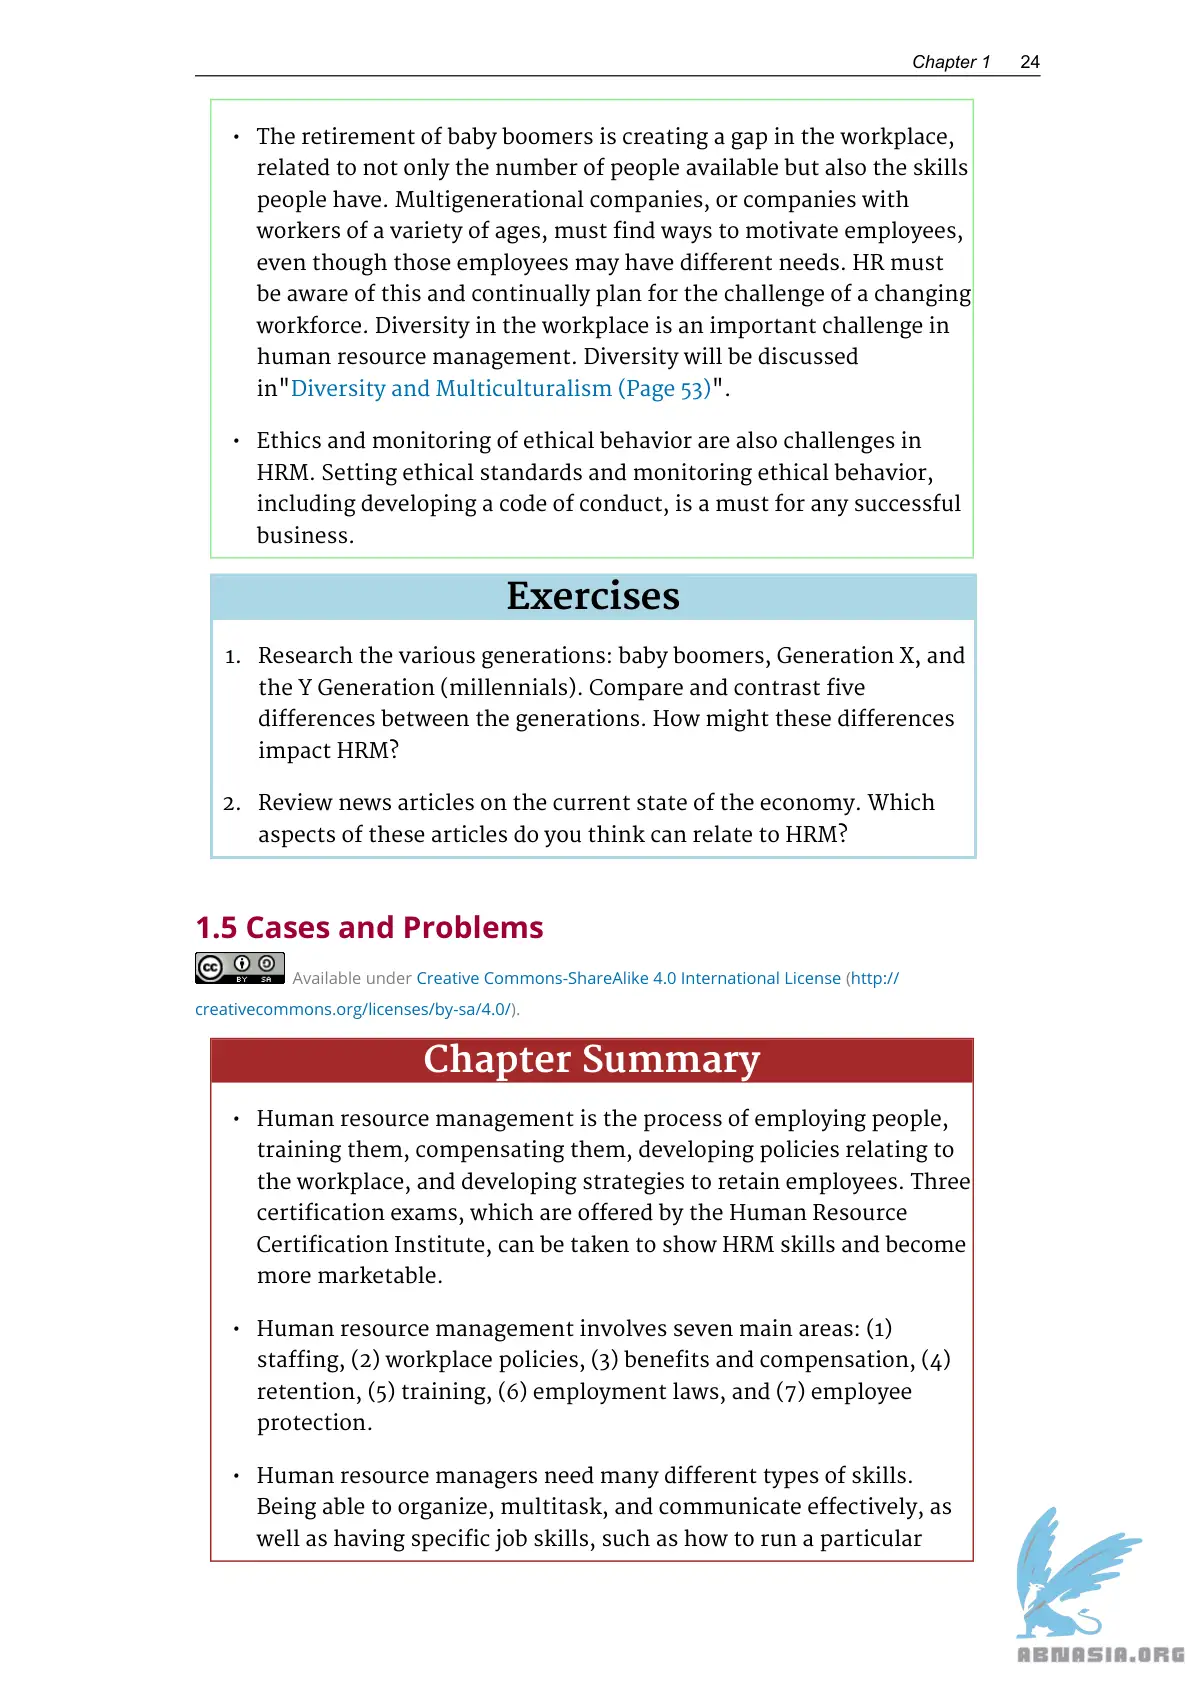 Chapter 1 24
• The retirement of baby boomers is creating a gap in the workplace,
related to not only the number of people available but also the skills
people have. Multigenerational companies, or companies with
workers of a variety of ages, must find ways to motivate employees,
even though those employees may have different needs. HR must
be aware of this and continually plan for the challenge of a changing
workforce. Diversity in the workplace is an important challenge in
human resource management. Diversity will be discussed
in"Diversity and Multiculturalism (Page 53)".
• Ethics and monitoring of ethical behavior are also challenges in
HRM. Setting ethical standards and monitoring ethical behavior,
including developing a code of conduct, is a must for any successful
business.
Exercises
1. Research the various generations: baby boomers, Generation X, and
the Y Generation (millennials). Compare and contrast five
differences between the generations. How might these differences
impact HRM?
2. Review news articles on the current state of the economy. Which
aspects of these articles do you think can relate to HRM?
1.5 Cases and Problems
cc BY SA Available under Creative Commons-ShareAlike 4.0 International License (http://
creativecommons.org/licenses/by-sa/4.0/).
Chapter Summary
• Human resource management is the process of employing people,
training them, compensating them, developing policies relating to
the workplace, and developing strategies to retain employees. Three
certification exams, which are offered by the Human Resource
Certification Institute, can be taken to show HRM skills and become
more marketable.
• Human resource management involves seven main areas: (1)
staffing, (2) workplace policies, (3) benefits and compensation, (4)
retention, (5) training, (6) employment laws, and (7) employee
protection.
• Human resource managers need many different types of skills.
Being able to organize, multitask, and communicate effectively, as
well as having specific job skills, such as how to run a particular
ABNASIA.ORG